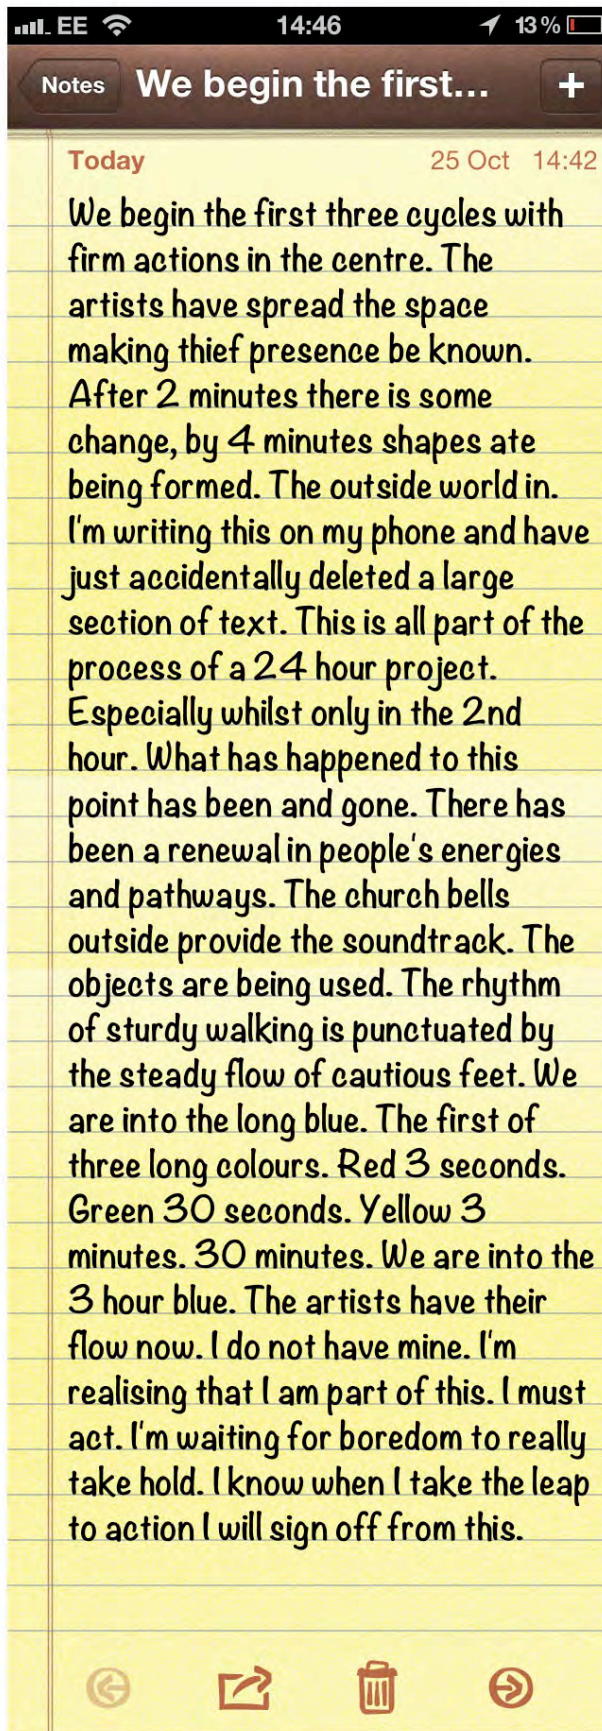 EE 14:46 13%
Notes We begin the first... +
Today 25 Oct 14:42
We begin the first three cycles with
firm actions in the centre. The
artists have spread the space
making thief presence be known.
After 2 minutes there is some
change, by 4 minutes shapes ate
being formed. The outside world in.
I'm writing this on my phone and have
just accidentally deleted a large
section of text. This is all part of the
process of a 24 hour project.
Especially whilst only in the 2nd
hour. What has happened to this
point has been and gone. There has
been a renewal in people's energies
and pathways. The church bells
outside provide the soundtrack. The
objects are being used. The rhythm
of sturdy walking is punctuated by
the steady flow of cautious feet. We
are into the long blue. The first of
three long colours. Red 3 seconds.
Green 30 seconds. Yellow 3
minutes. 30 minutes. We are into the
3 hour blue. The artists have their
flow now. I do not have mine. I'm
realising that I am part of this. I must
act. I'm waiting for boredom to really
take hold. I know when I take the leap
to action I will sign off from this.